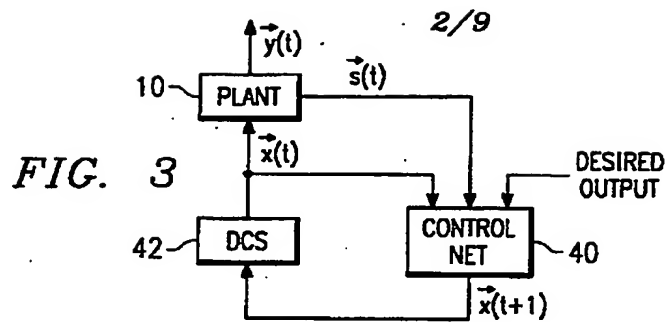 2/9
y(t)
10
PLANT
s(t)
x(t)
FIG. 3
DESIRED
OUTPUT
42
DCS
CONTROL
NET
40
x(t+1)